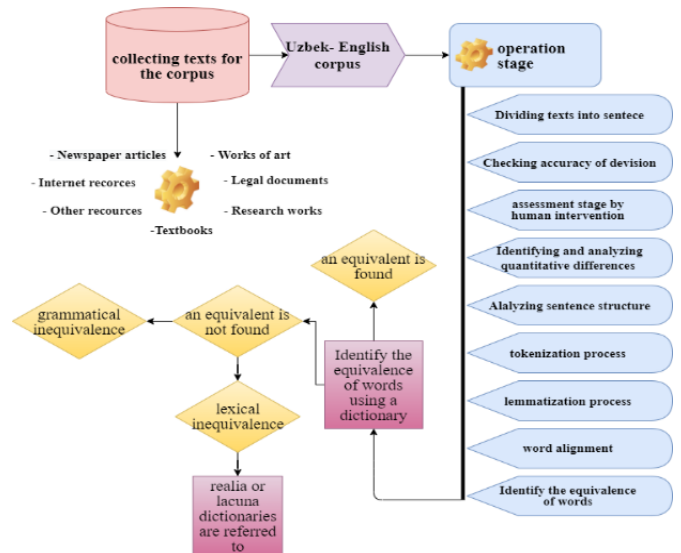 collecting texts for
the corpus
Uzbek- English
corpus
operation
stage
- Newspaper articles
- Works of art
- Internet recorces
- Legal documents
- Other recources
- Research works
-Textbooks
Dividing texts into sentece
Checking accuracy of devision
assessment stage by
human intervention
Identifying and analyzing
quantitative differences
Alalyzing sentence structure
tokenization process
lemmatization process
word alignment
Identify the equivalence
of words
an equivalent is
found
grammatical
inequivalence
an equivalent is
not found
Identify the
equivalence
of words
using a
dictionary
lexical
inequivalence
realia or
lacuna
dictionaries
are referred
to